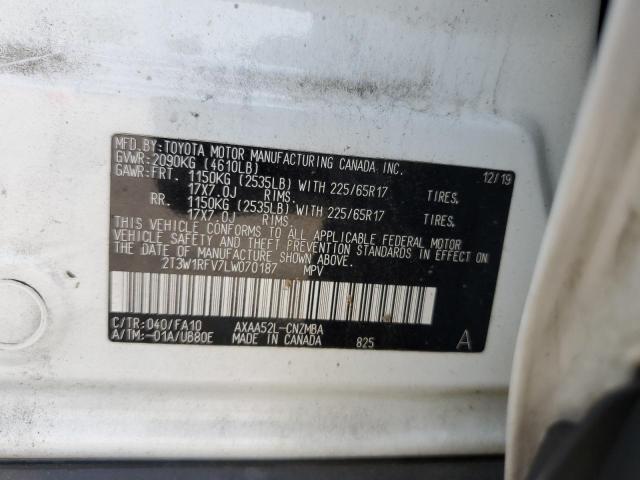 MFD.BY:TOYOTA MOTOR MANUFACTURING CANADA INC.
GVWR:2090KG (4610LB) 12/19
GAWR:FRT. 1150KG (2535LB) WITH 225/65R17 TIRES,
17X7.0J RIMS.
RR. 1150KG (2535LB) WITH 225/65R17 TIRES,
17X7.0J RIMS.
THIS VEHICLE CONFORMS TO ALL APPLICABLE FEDERAL MOTOR
VEHICLE SAFETY AND THEFT PREVENTION STANDARDS IN EFFECT ON
THE DATE OF MANUFACTURE SHOWN ABOVE.
2T3W1RFV7LW070187 MPV
C/TR:040/FA10 AXAA52L-CNZMBA
A/TM:-01A/UB80E MADE IN CANADA 825 A